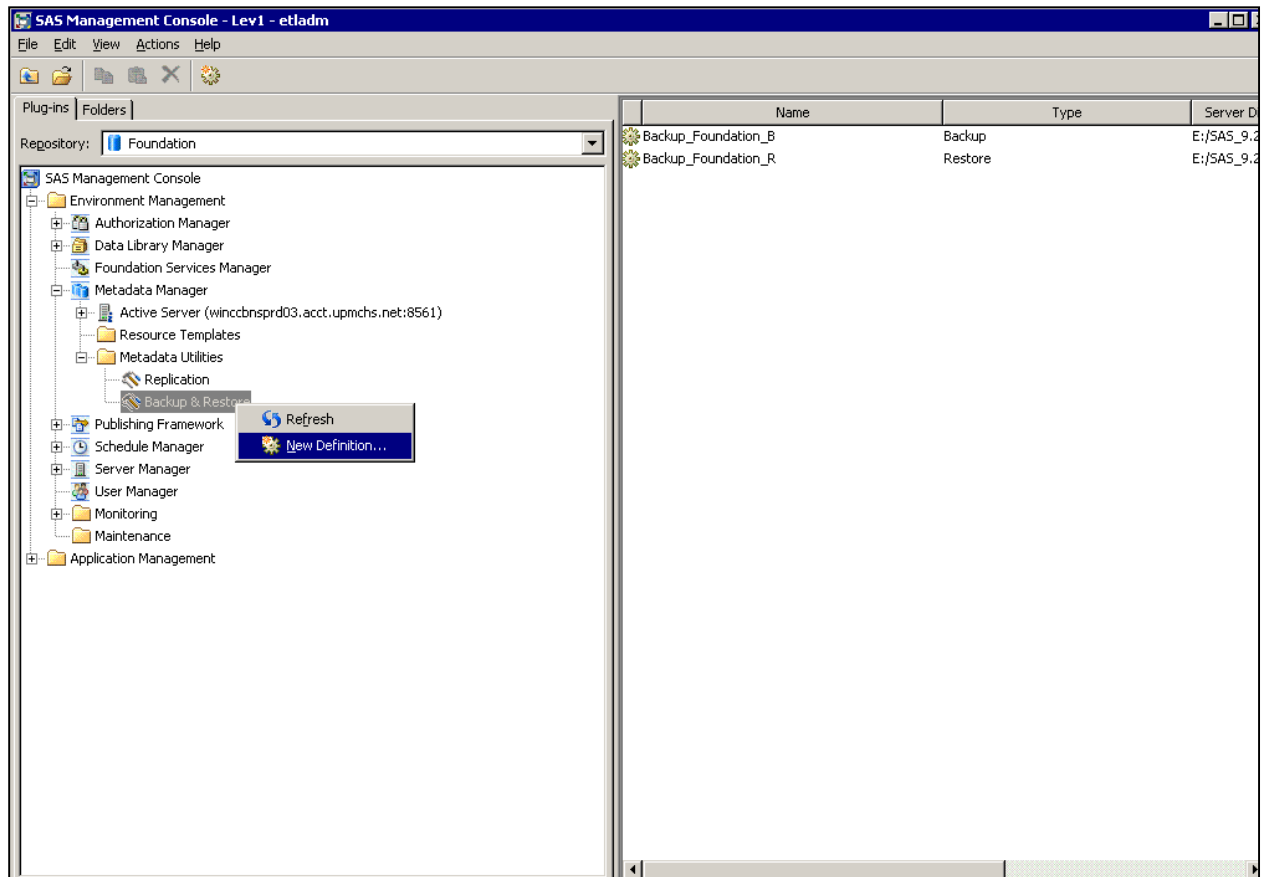 SAS Management Console - Lev1 - etladm
File Edit View Actions Help
Plug-ins Folders
Repository: Foundation
SAS Management Console
Environment Management
Authorization Manager
Data Library Manager
Foundation Services Manager
Metadata Manager
Active Server (winccbnsprd03.acct.upmchs.net:8561)
Resource Templates
Metadata Utilities
Replication
Backup & Restore
Refresh
New Definition...
Publishing Framework
Schedule Manager
Server Manager
User Manager
Monitoring
Maintenance
Application Management
Name Type Server D
Backup_Foundation_B Backup E:/SAS_9.2
Backup_Foundation_R Restore E:/SAS_9.2